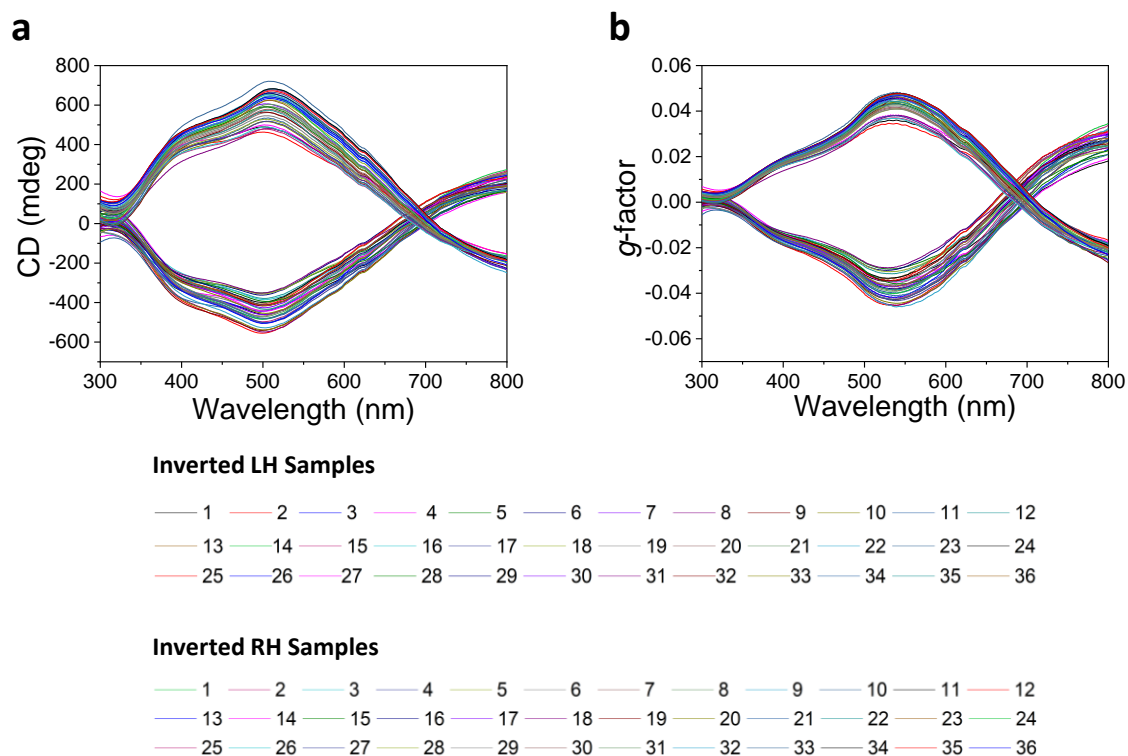 a
b
800
600
400
200
0
-200
-400
-600
CD (mdeg)
300 400 500 600 700 800
Wavelength (nm)
0.06
0.04
0.02
0.00
-0.02
-0.04
-0.06
g-factor
300 400 500 600 700 800
Wavelength (nm)
Inverted LH Samples
1 2 3 4 5 6 7 8 9 10 11 12
13 14 15 16 17 18 19 20 21 22 23 24
25 26 27 28 29 30 31 32 33 34 35 36
Inverted RH Samples
1 2 3 4 5 6 7 8 9 10 11 12
13 14 15 16 17 18 19 20 21 22 23 24
25 26 27 28 29 30 31 32 33 34 35 36